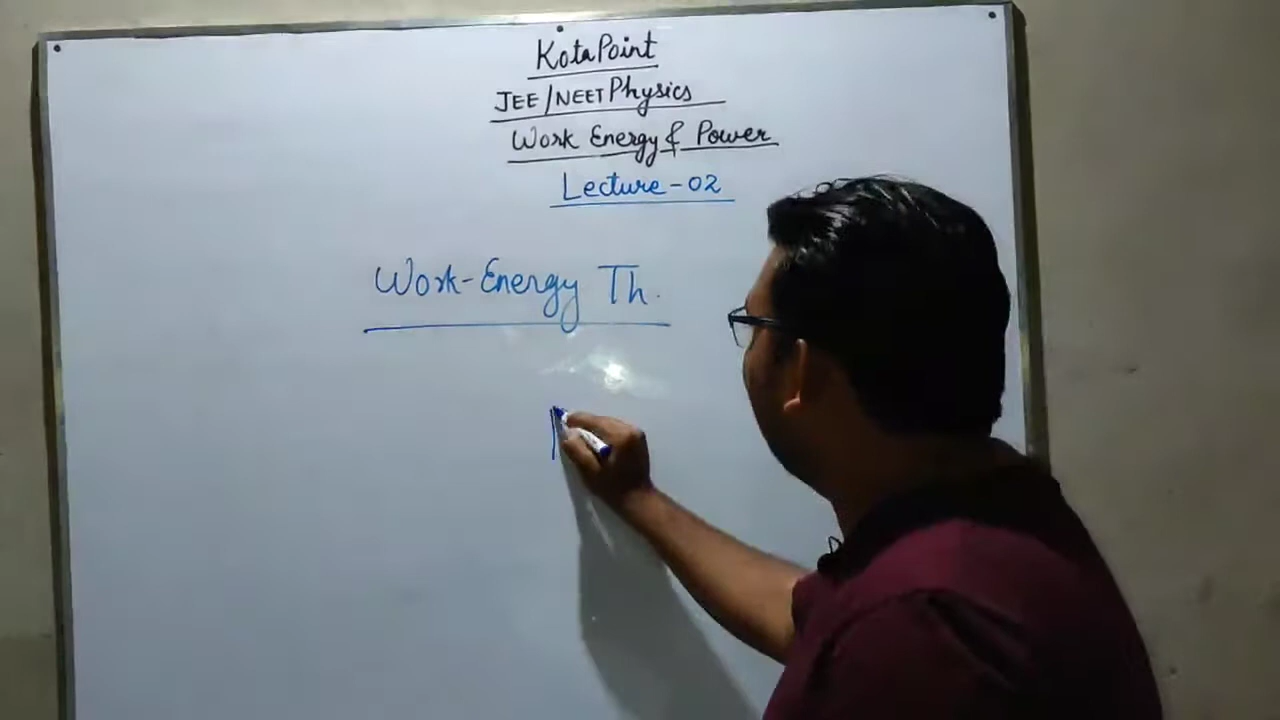 KotaPoint
JEE/NEET Physics
Work Energy & Power
Lecture-02
Work-Energy Th.